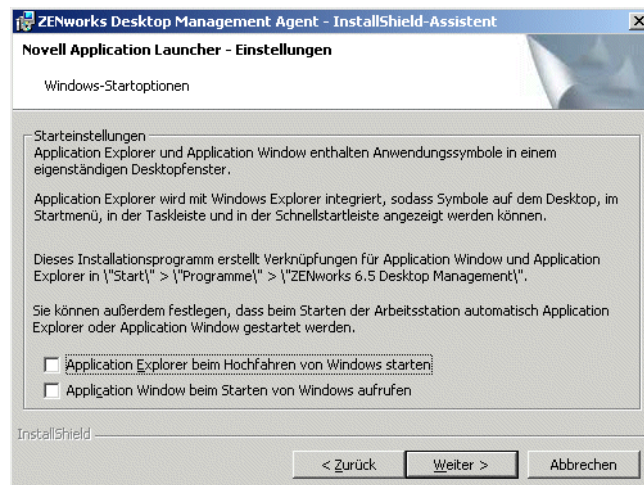 ZENworks Desktop Management Agent - InstallShield-Assistent
Novell Application Launcher - Einstellungen
Windows-Startoptionen
Starteinstellungen
Application Explorer und Application Window enthalten Anwendungssymbole in einem
eigenständigen Desktopfenster.
Application Explorer wird mit Windows Explorer integriert, sodass Symbole auf dem Desktop, im
Startmenü, in der Taskleiste und in der Schnellstartleiste angezeigt werden können.
Dieses Installationsprogramm erstellt Verknüpfungen für Application Window und Application
Explorer in \"Start\" > \"Programme\" > \"ZENworks 6.5 Desktop Management\".
Sie können außerdem festlegen, dass beim Starten der Arbeitsstation automatisch Application
Explorer oder Application Window gestartet werden.
Application Explorer beim Hochfahren von Windows starten
Application Window beim Starten von Windows aufrufen
InstallShield
< Zurück Weiter > Abbrechen